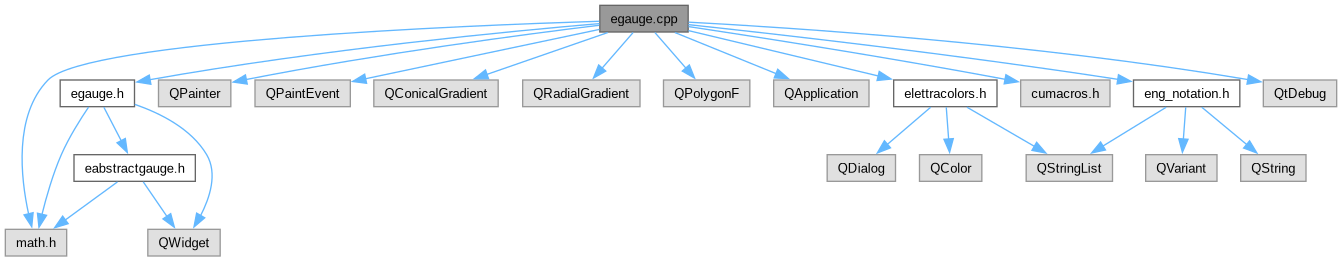 egauge.cpp
egauge.h
QPainter
QPaintEvent
QConicalGradient
QRadialGradient
QPolygonF
QApplication
elettracolors.h
cumacros.h
eng_notation.h
QtDebug
eabstractgauge.h
QDialog
QColor
QStringList
QVariant
QString
math.h
QWidget